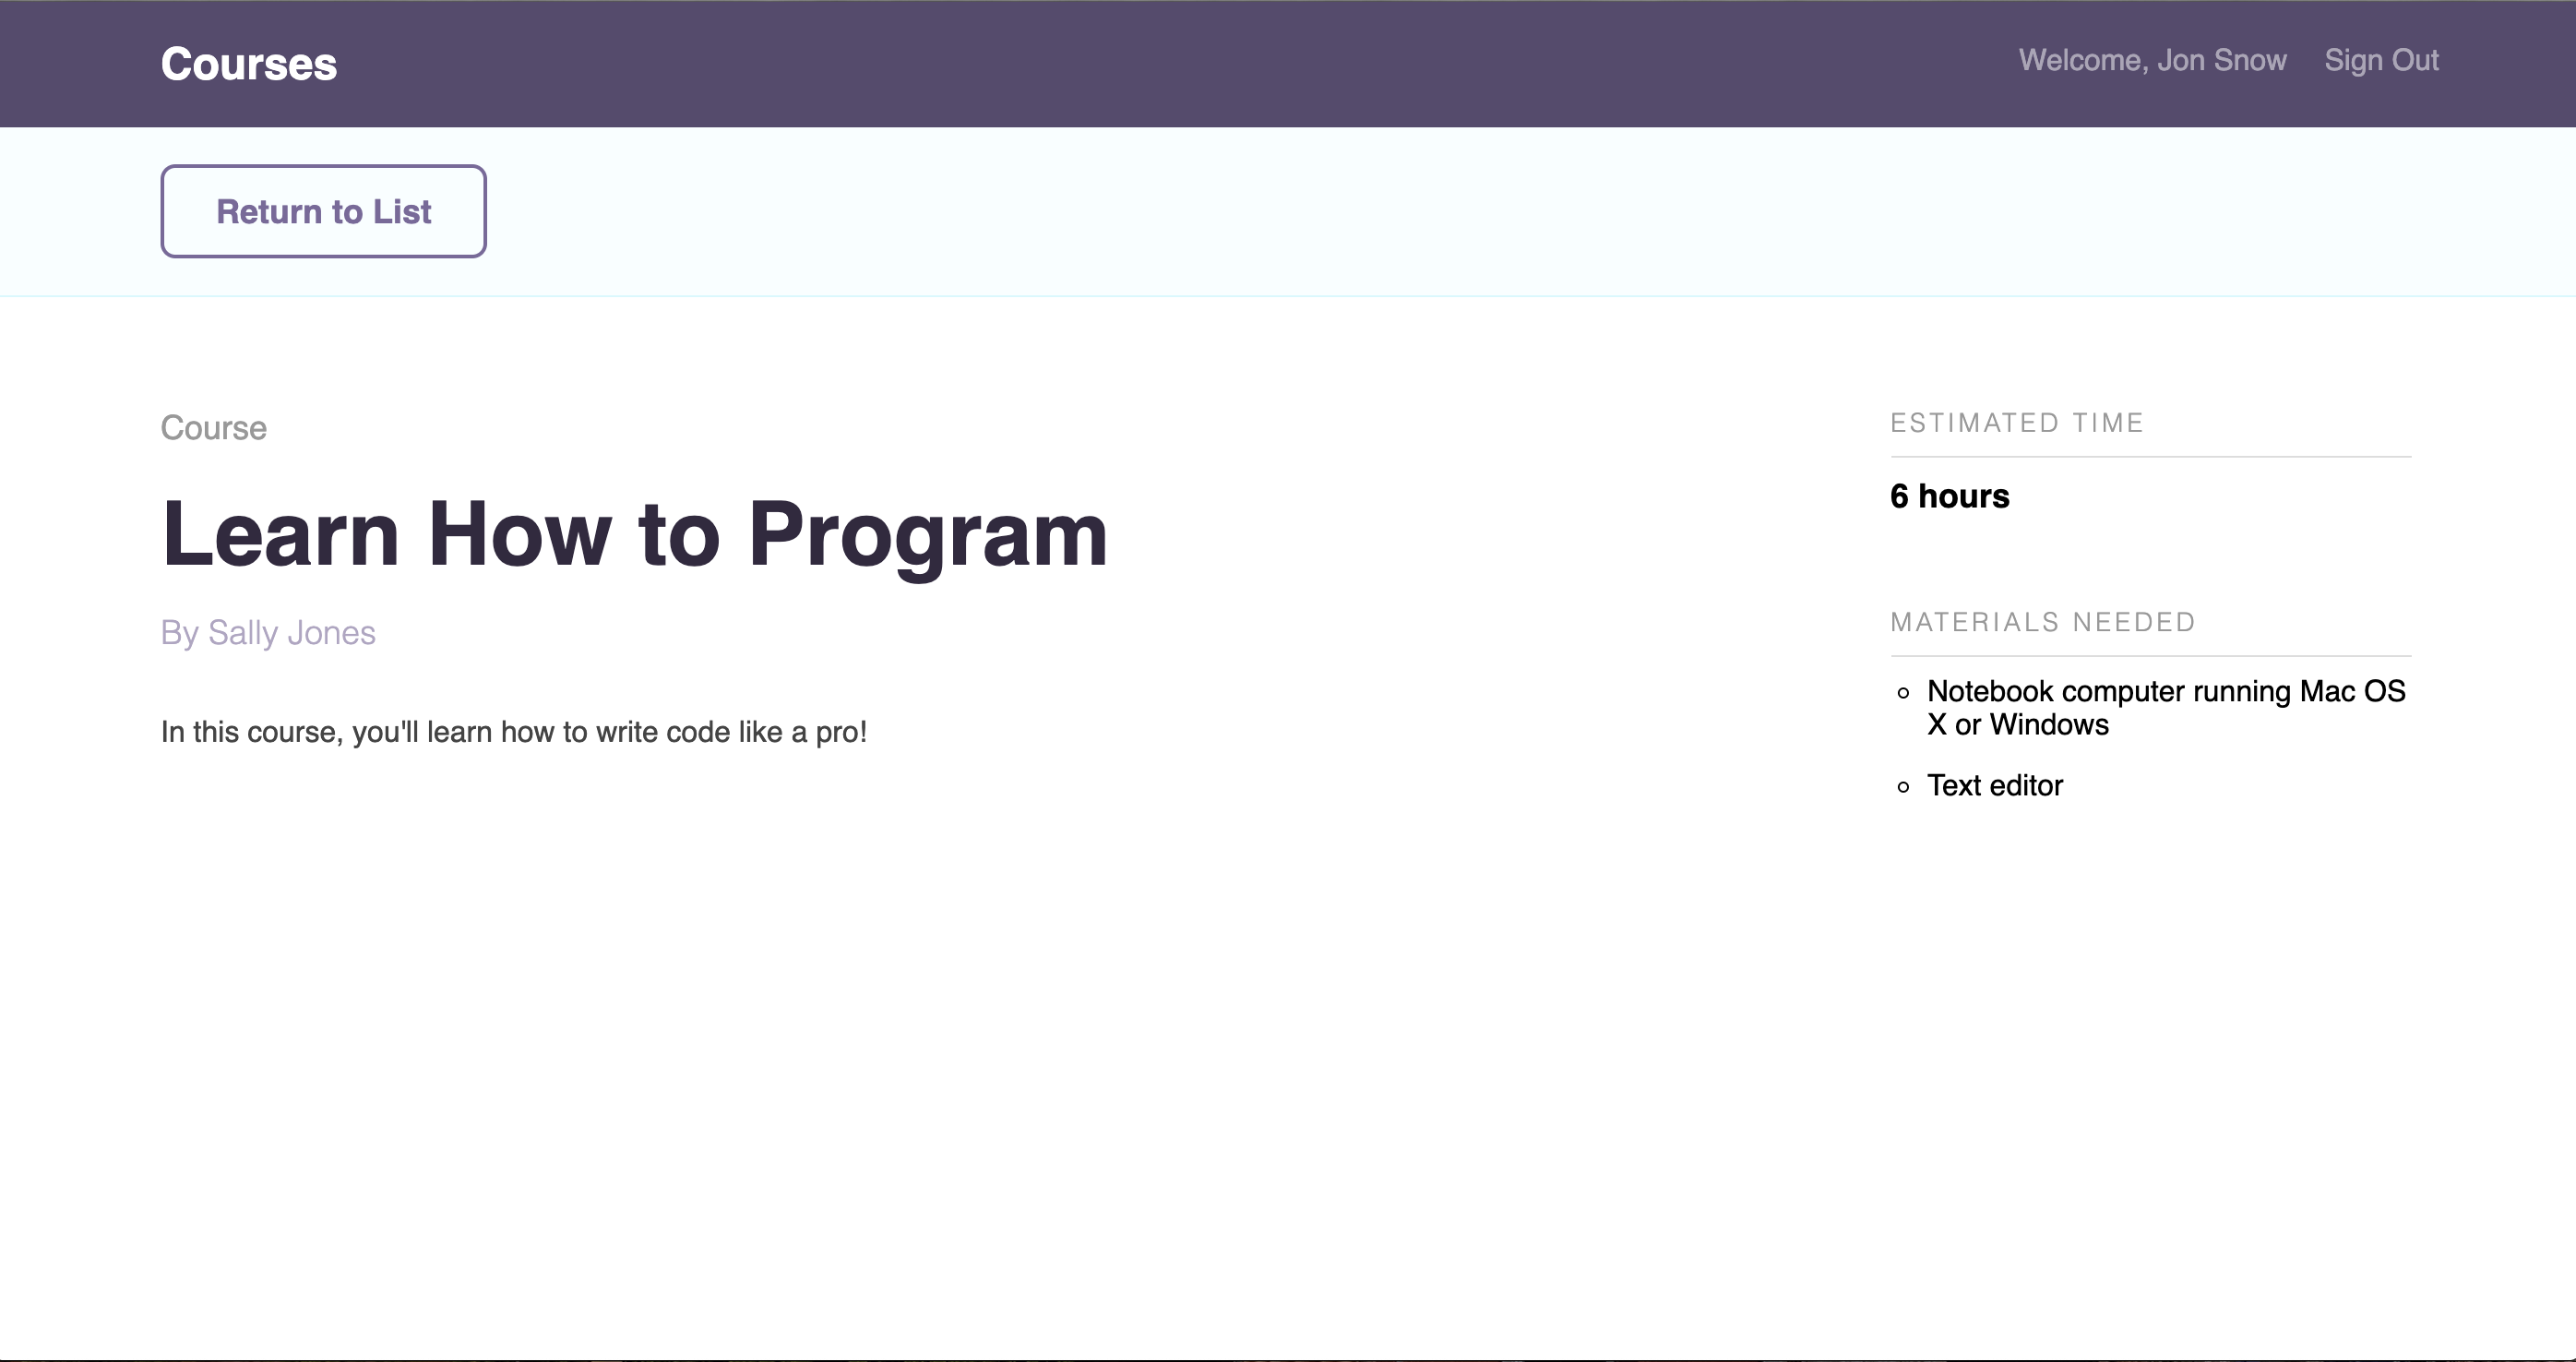 Courses
Welcome, Jon Snow
Sign Out
Return to List
Course
Learn How to Program
By Sally Jones
In this course, you'll learn how to write code like a pro!
ESTIMATED TIME
6 hours
MATERIALS NEEDED
Notebook computer running Mac OS
X or Windows
Text editor